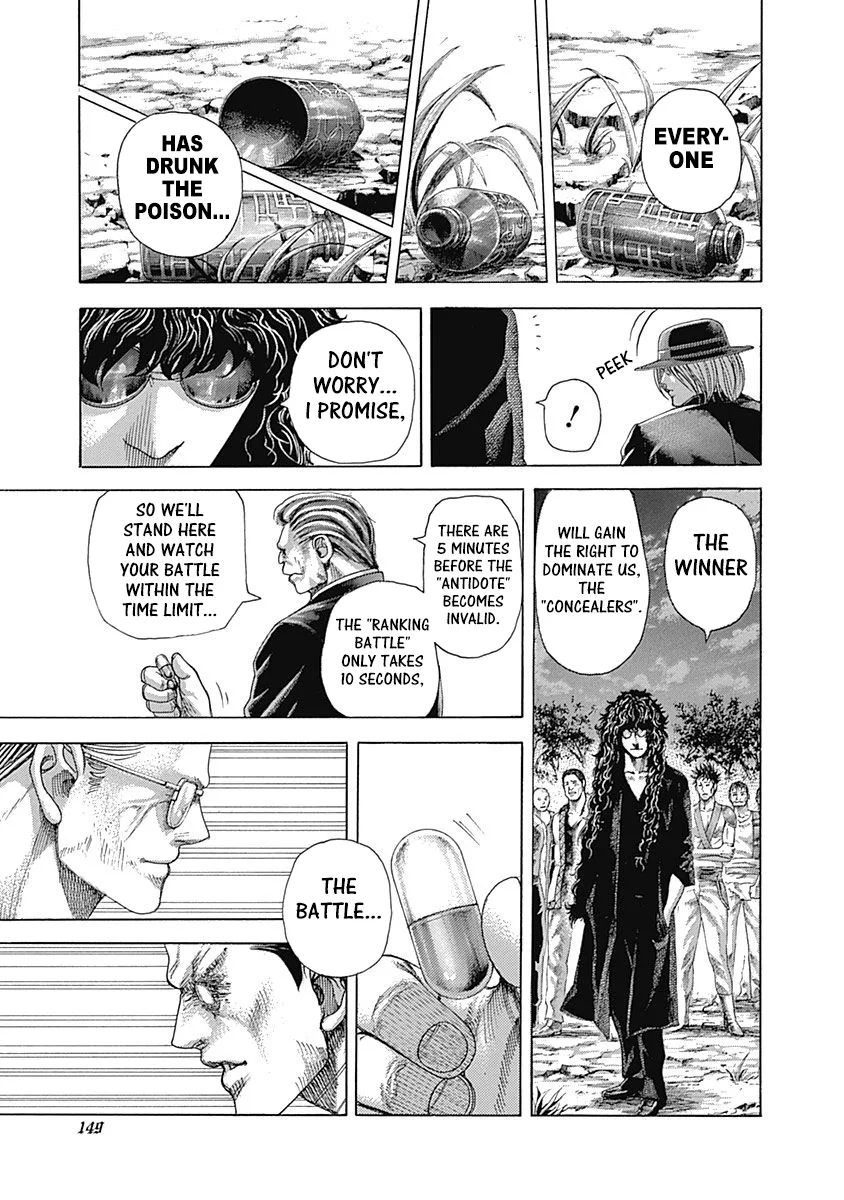 EVERY-
ONE
HAS
DRUNK
THE
POISON...
PEEK
!
DON'T
WORRY...
I PROMISE,
THE
WINNER
WILL GAIN
THE RIGHT TO
DOMINATE US,
THE
"CONCEALERS".
THERE ARE
5 MINUTES
BEFORE THE
"ANTIDOTE"
BECOMES
INVALID.
THE "RANKING
BATTLE"
ONLY TAKES
10 SECONDS,
SO WE'LL
STAND HERE
AND WATCH
YOUR BATTLE
WITHIN THE
TIME LIMIT...
THE
BATTLE...
149